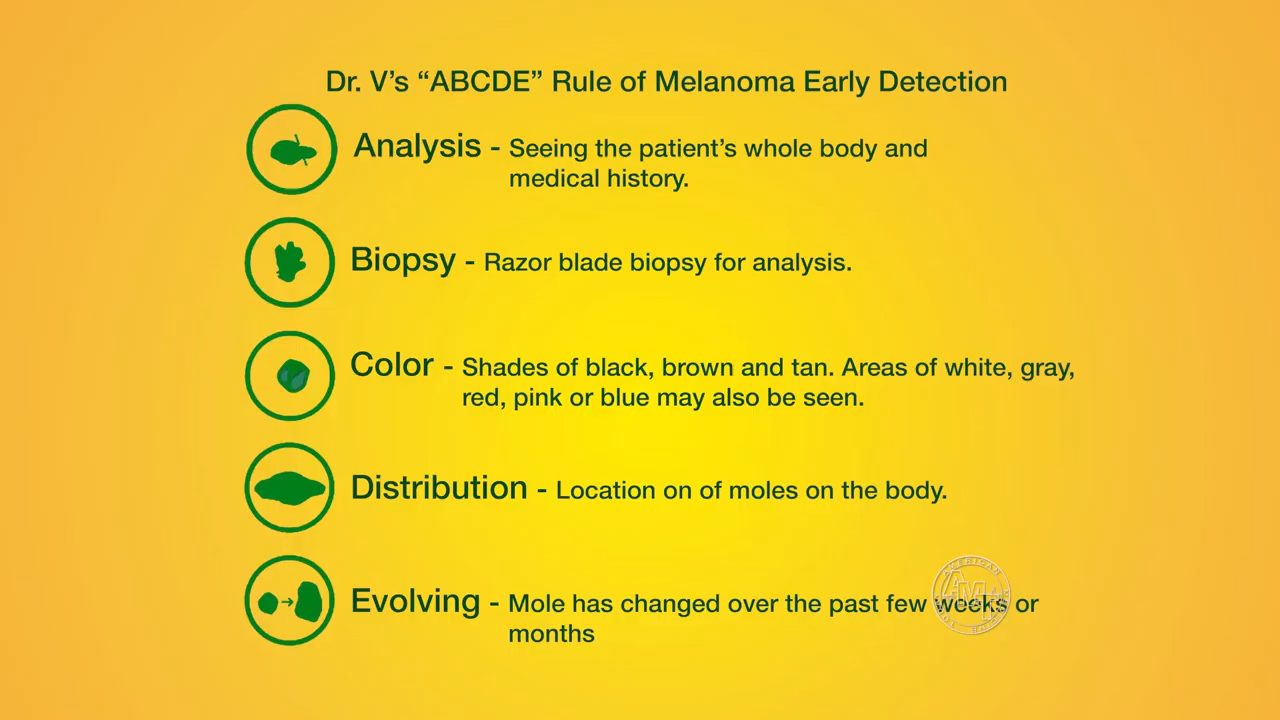 Dr. V's “ABCDE” Rule of Melanoma Early Detection
Analysis - Seeing the patient's whole body and
medical history.
Biopsy - Razor blade biopsy for analysis.
Color - Shades of black, brown and tan. Areas of white, gray,
red, pink or blue may also be seen.
Distribution - Location on of moles on the body.
Evolving - Mole has changed over the past few weeks or
months
AMERICAN